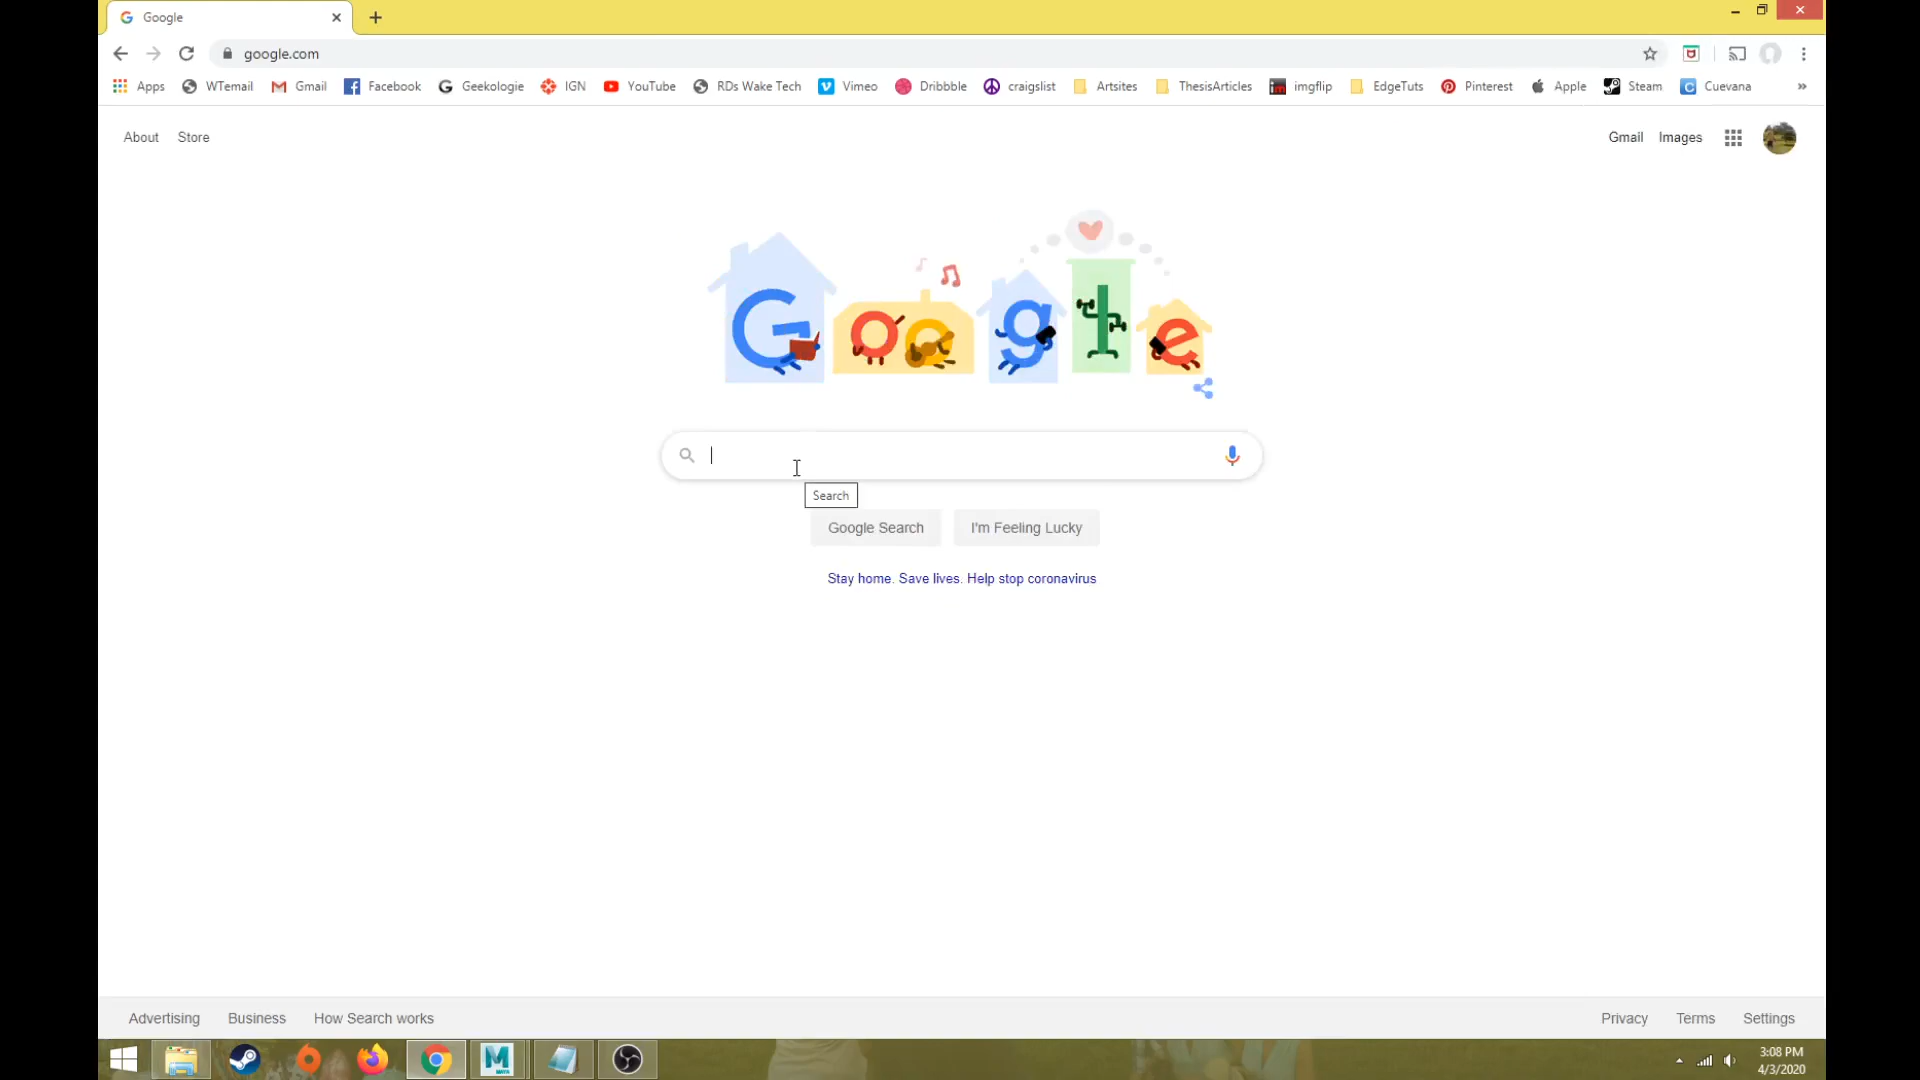 Google
google.com
Apps WTemail Gmail Facebook Geekologie IGN YouTube RDs Wake Tech Vimeo Dribbble craigslist Artsites ThesisArticles imgflip EdgeTuts Pinterest Apple Steam Cuevana »
About Store Gmail Images
Google
Search
Google Search I'm Feeling Lucky
Stay home. Save lives. Help stop coronavirus
Advertising Business How Search works Privacy Terms Settings
3:08 PM
4/3/2020